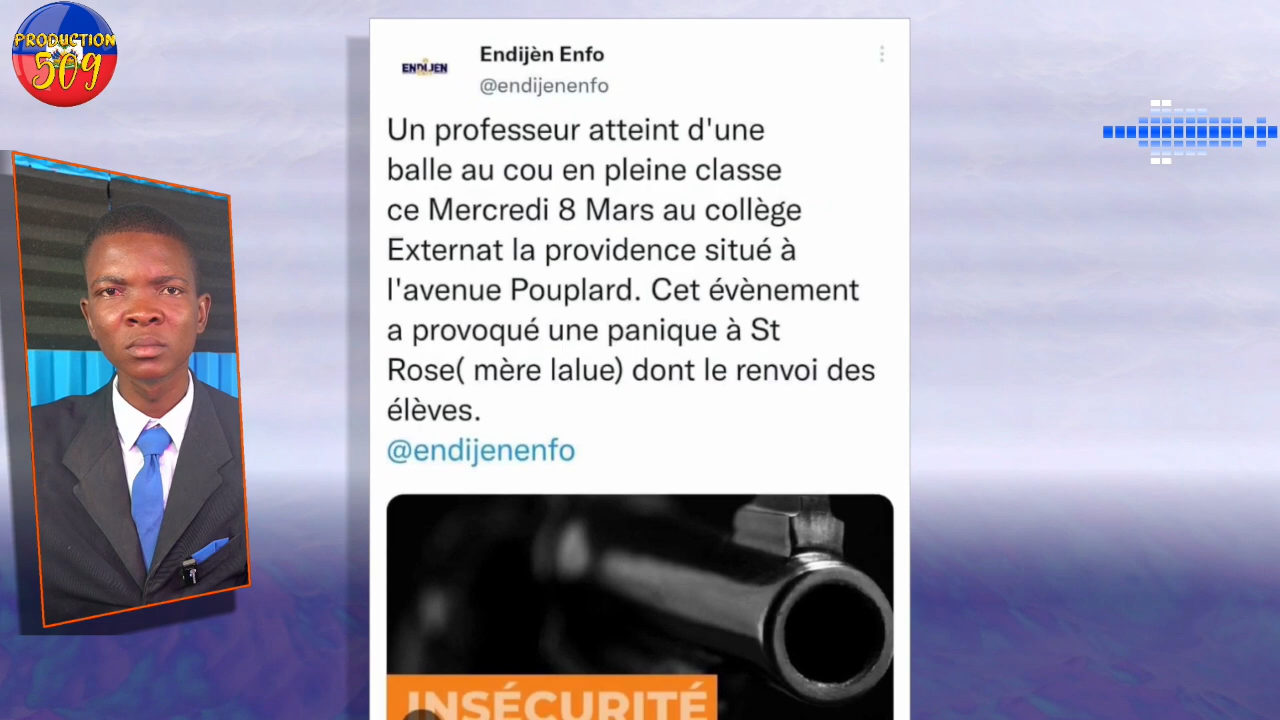 PRODUCTION
509
ENDIJEN
Endijèn Enfo
@endijenenfo
Un professeur atteint d'une
balle au cou en pleine classe
ce Mercredi 8 Mars au collège
Externat la providence situé à
l'avenue Pouplard. Cet évènement
a provoqué une panique à St
Rose( mère lalue) dont le renvoi des
élèves.
@endijenenfo
INSÉCURITÉ